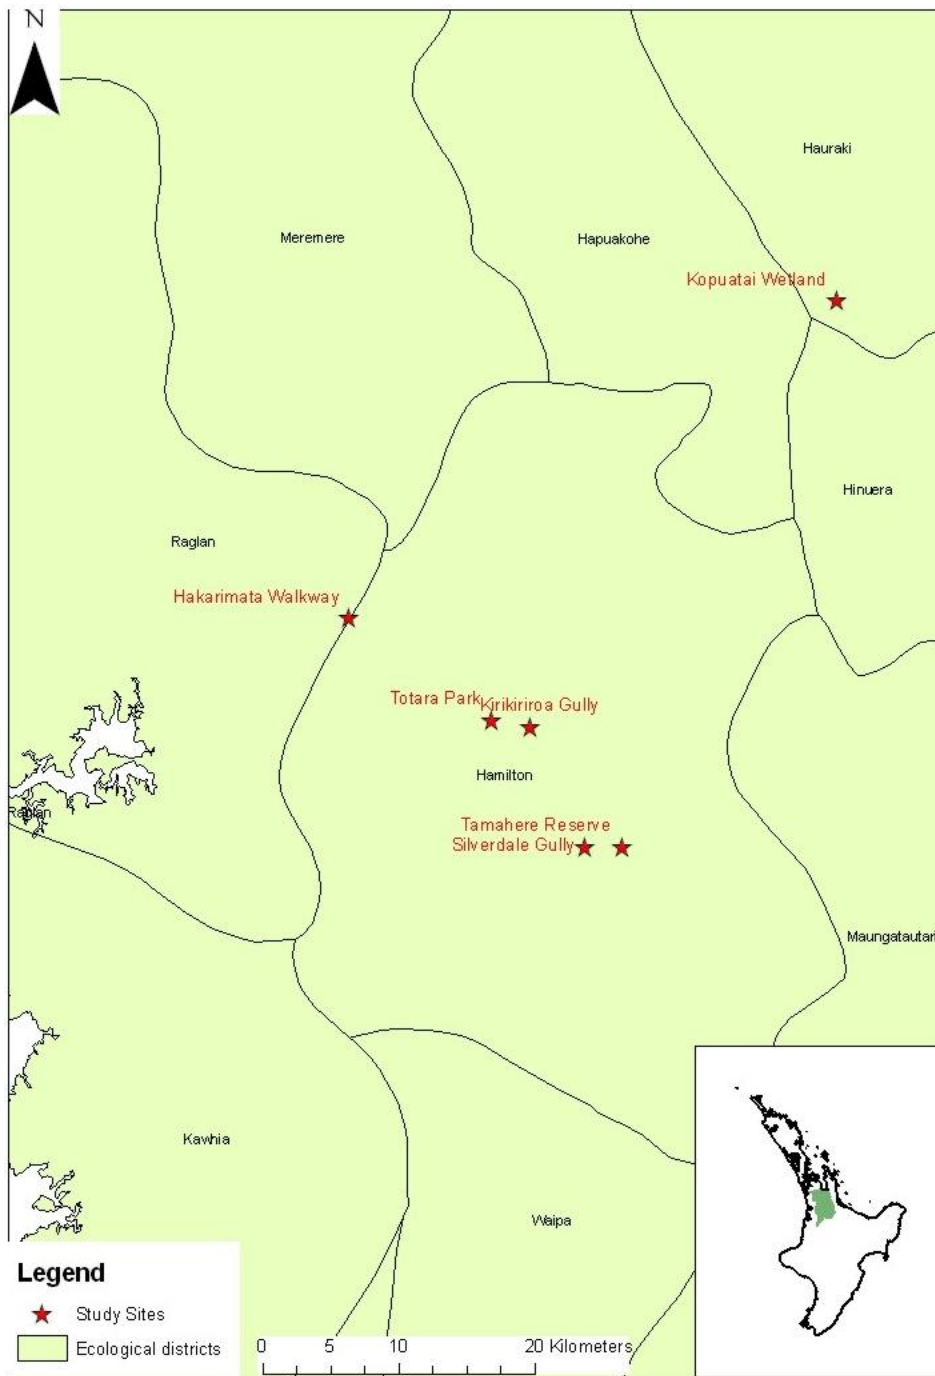 N
Hauraki
Meremere
Hapuakohe
Kopuatai Wetland
Hinuera
Raglan
Hakarimata Walkway
Totara Park
Kirikiriroa Gully
Hamilton
Raglan
Tamahere Reserve
Silverdale Gully
Maungatautari
Kawhia
Waipa
Legend
Study Sites
Ecological districts
0 5 10 20 Kilometers